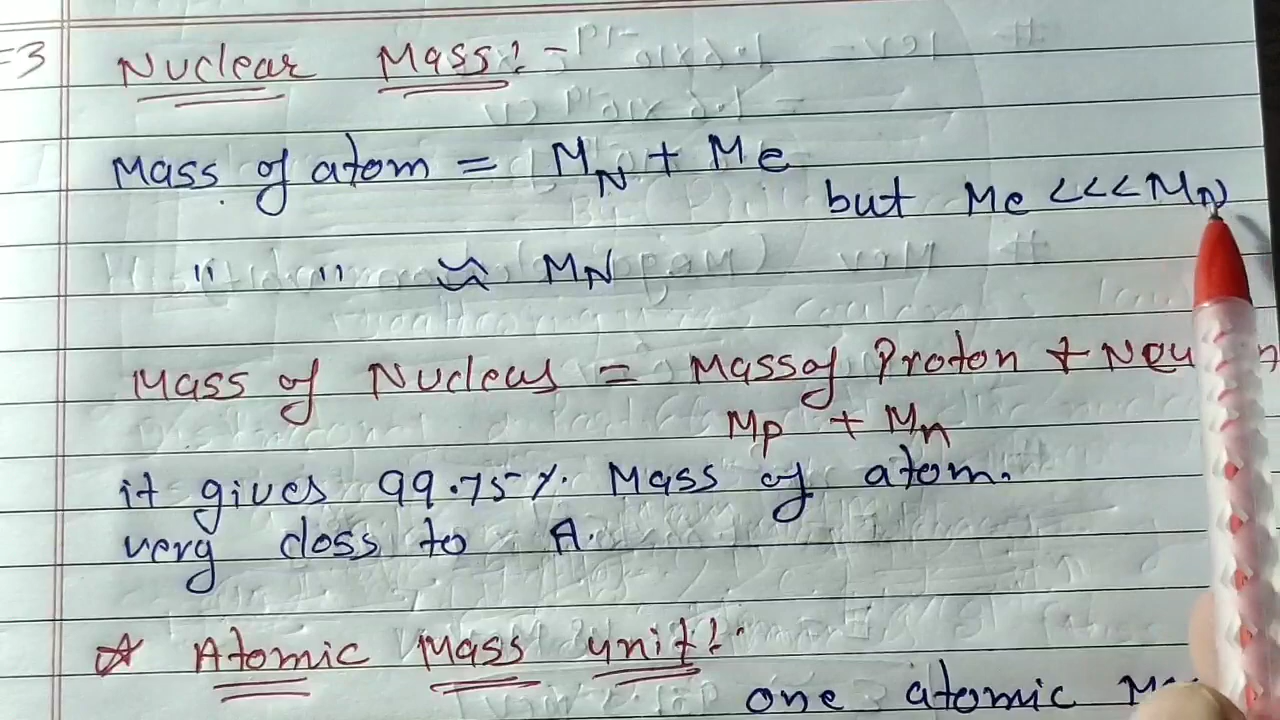 -3 Nuclear Mass:-
Mass of atom = MN + Me
but Me <<< MN
" " ≈ MN
Mass of Nucleus = Mass of Proton +
Mp + Mn
it gives 99.75% Mass of atom.
very closs to A.
☆ Atomic Mass unit:-
one atomic